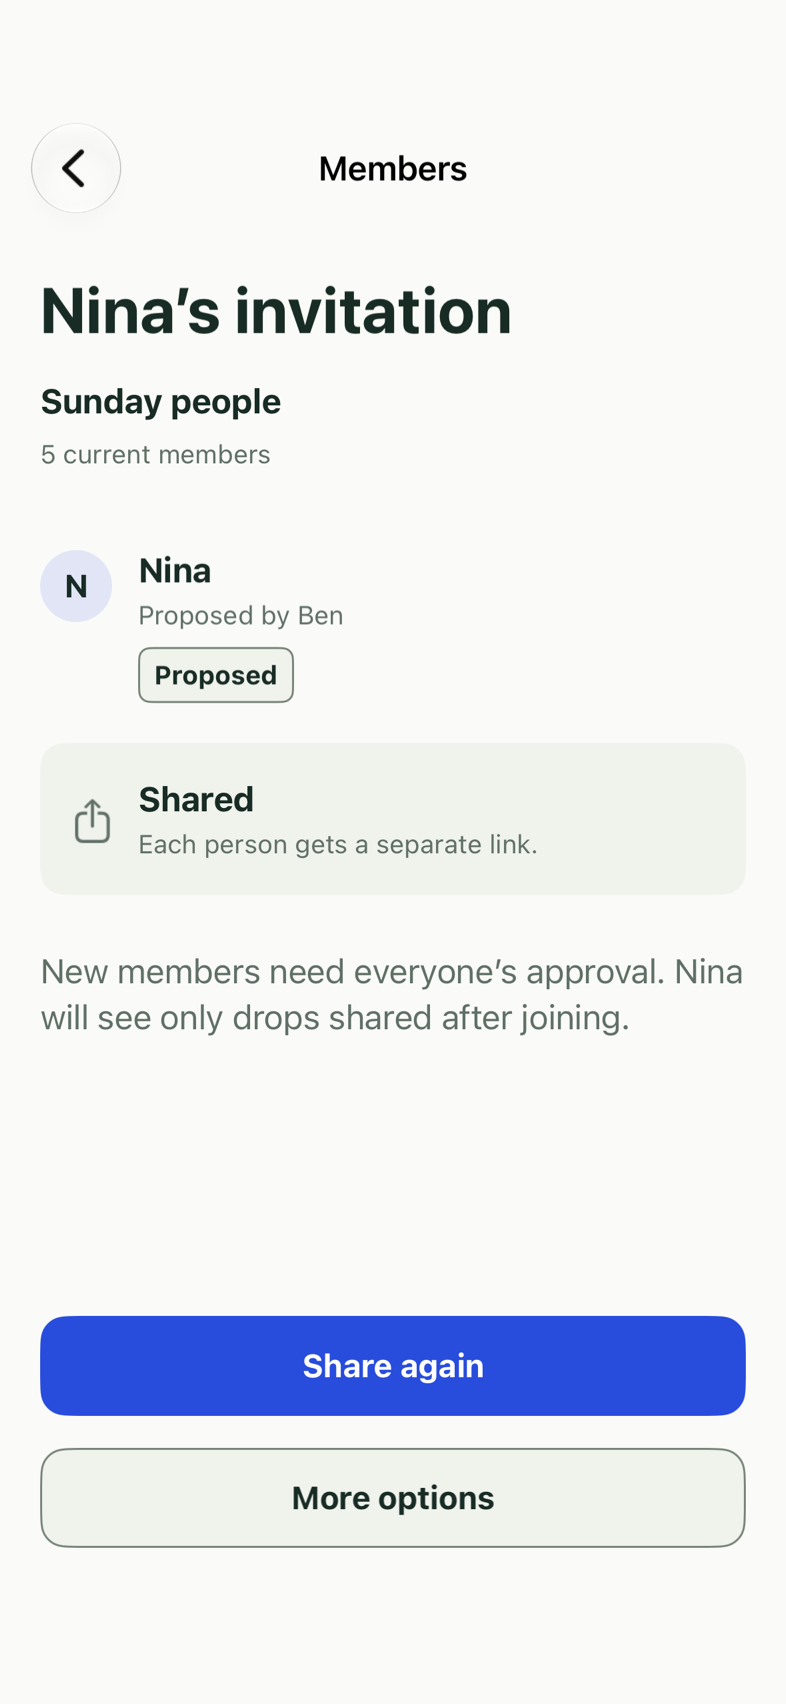 Members
Nina’s invitation
Sunday people
5 current members
N
Nina
Proposed by Ben
Proposed
Shared
Each person gets a separate link.
New members need everyone’s approval. Nina
will see only drops shared after joining.
Share again
More options